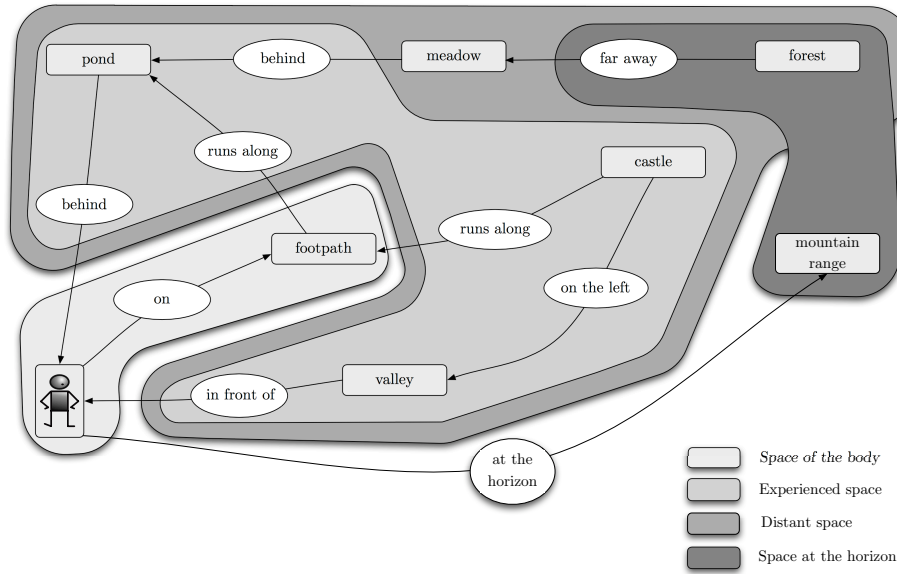 pond
behind
meadow
far away
forest
runs along
castle
behind
runs along
footpath
mountain
range
on
on the left
valley
in front of
at the
horizon
Space of the body
Experienced space
Distant space
Space at the horizon